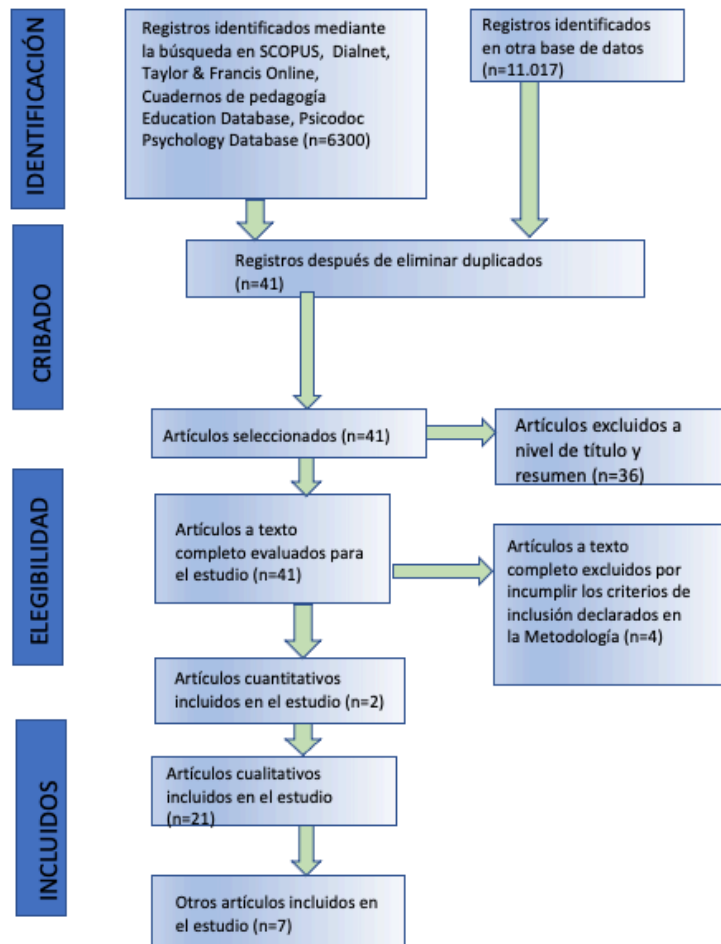 IDENTIFICACIÓN
Registros identificados mediante
la búsqueda en SCOPUS, Dialnet,
Taylor & Francis Online,
Cuadernos de pedagogía
Education Database, Psicodoc
Psychology Database (n=6300)
Registros identificados
en otra base de datos
(n=11.017)
CRIBADO
Registros después de eliminar duplicados
(n=41)
Artículos seleccionados (n=41)
Artículos excluidos a
nivel de título y
resumen (n=36)
ELEGIBILIDAD
Artículos a texto
completo evaluados para
el estudio (n=41)
Artículos a texto
completo excluidos por
incumplir los criterios de
inclusión declarados en
la Metodología (n=4)
Artículos cuantitativos
incluidos en el estudio (n=2)
INCLUIDOS
Artículos cualitativos
incluidos en el estudio
(n=21)
Otros artículos incluidos en
el estudio (n=7)